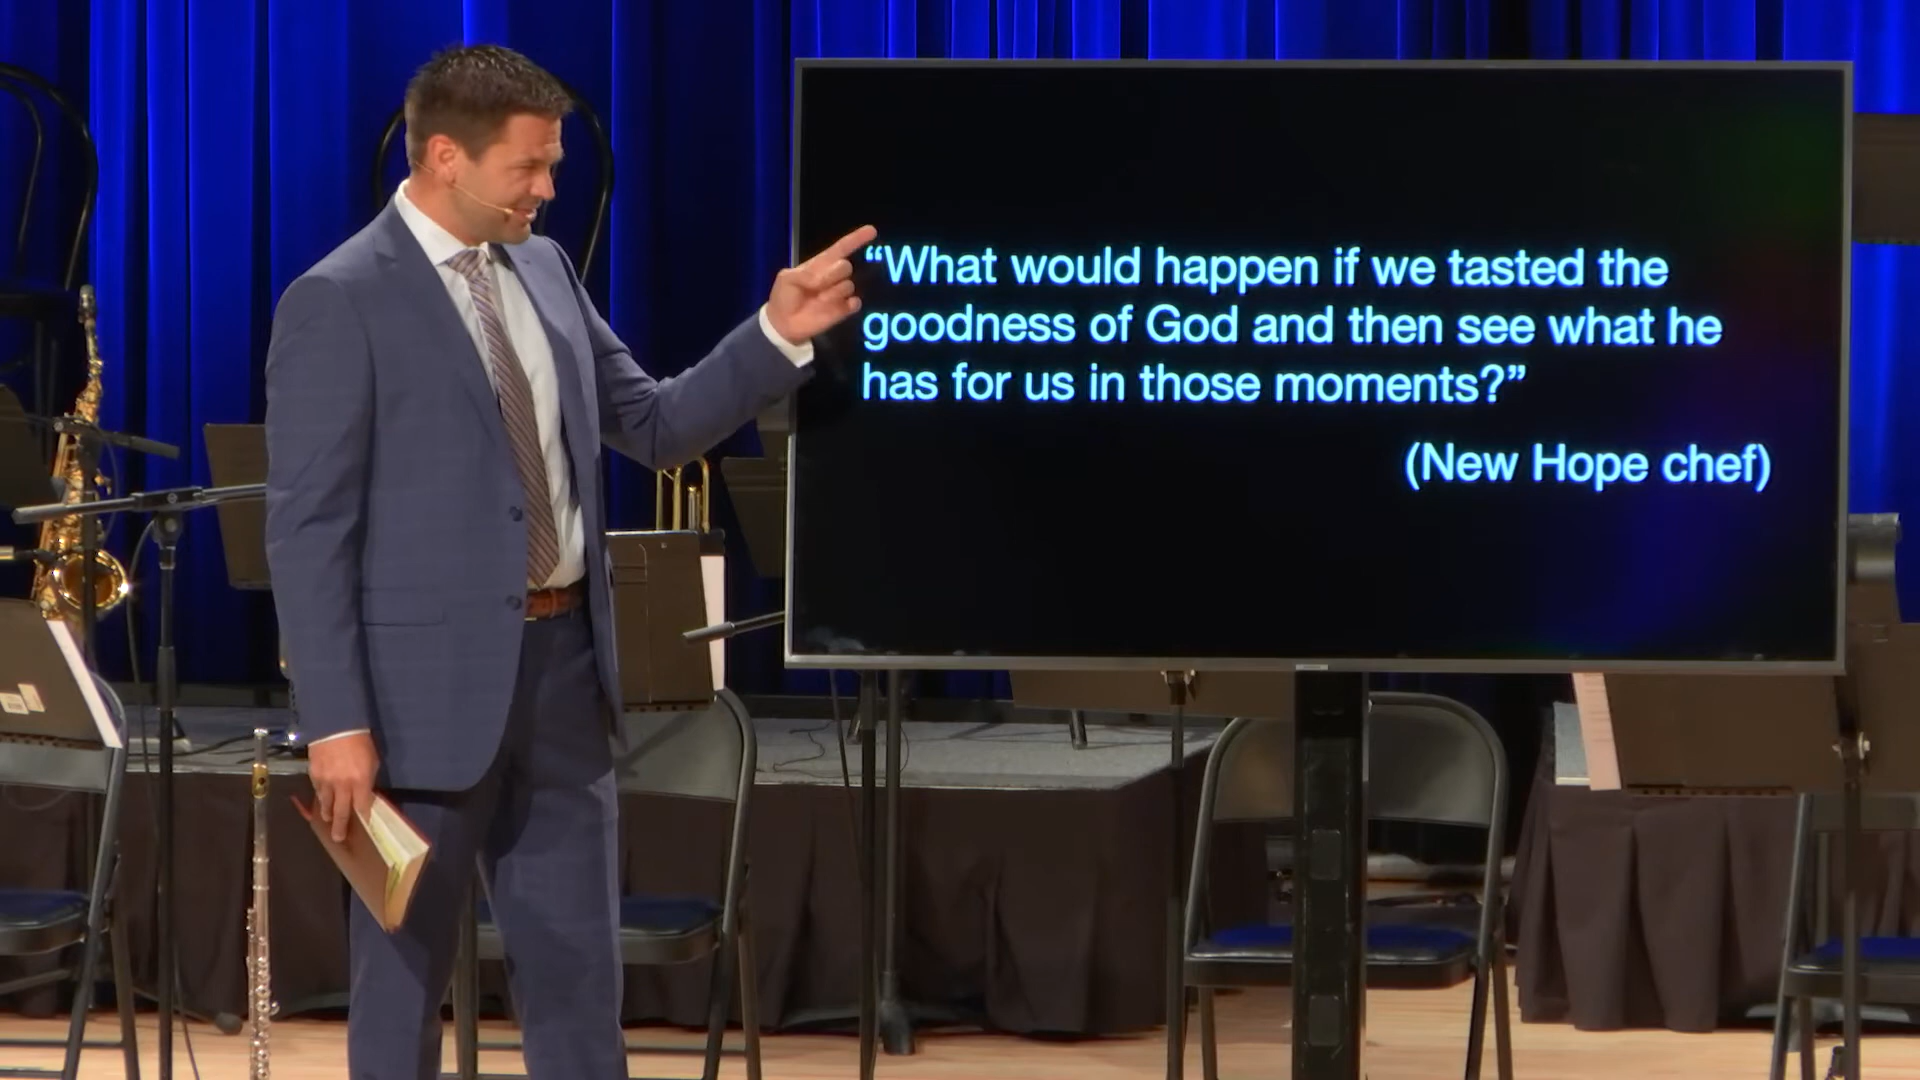 “What would happen if we tasted the
goodness of God and then see what he
has for us in those moments?”
(New Hope chef)